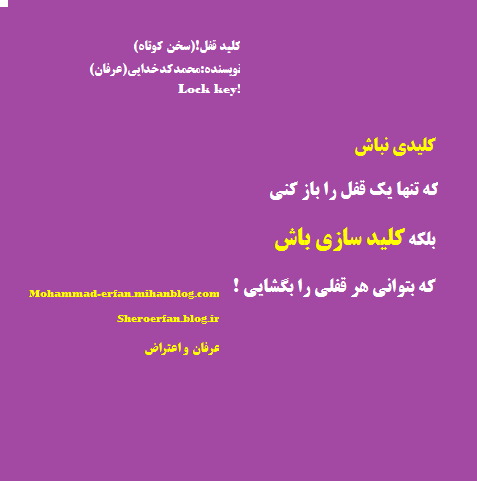 کلید قفل!(سخن کوتاه)
نویسنده:محمدکدخدایی(عرفان)
Lock key!
کلیدی نباش
که تنها یک قفل را باز کنی
بلکه کلید سازی باش
که بتوانی هر قفلی را بگشایی !
Mohammad-erfan.mihanblog.com
Sheroerfan.blog.ir
عرفان و اعتراض